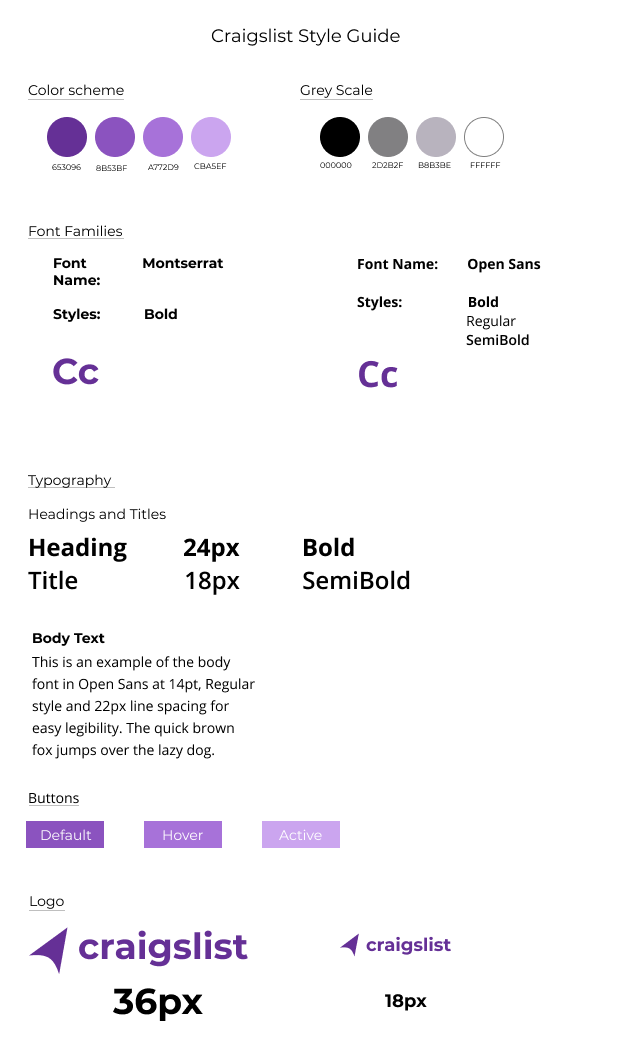 Craigslist Style Guide
Color scheme
Grey Scale
653096 8B53BF A772D9 CBA5EF
000000 2D2B2F B8B3BE FFFFFF
Font Families
Font Name: Montserrat
Styles: Bold
Cc
Font Name: Open Sans
Styles: Bold
Regular
SemiBold
Cc
Typography
Headings and Titles
Heading 24px Bold
Title 18px SemiBold
Body Text
This is an example of the body
font in Open Sans at 14pt, Regular
style and 22px line spacing for
easy legibility. The quick brown
fox jumps over the lazy dog.
Buttons
Default Hover Active
Logo
craigslist craigslist
36px 18px